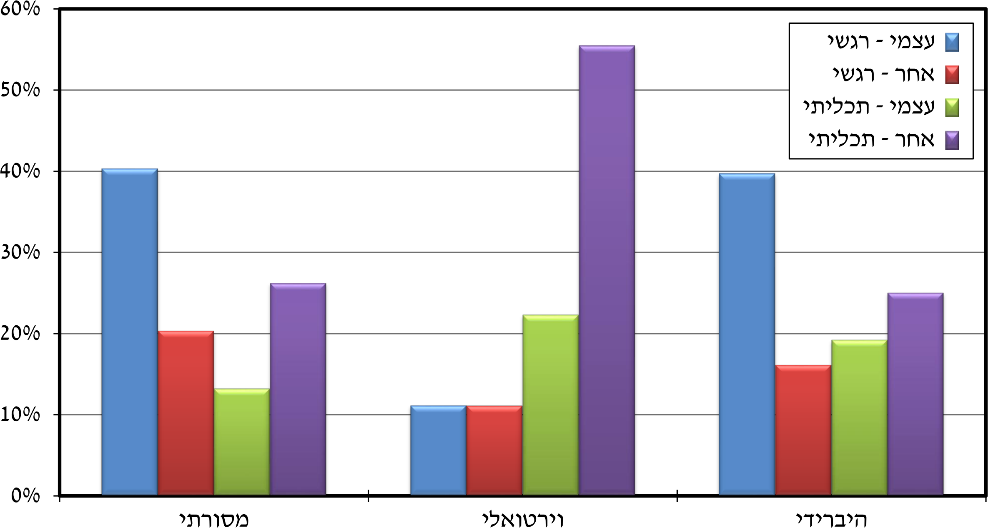 60%
50%
40%
30%
20%
10%
0%
עצמי - רגשי
אחר - רגשי
עצמי - תכליתי
אחר - תכליתי
מסורתי
וירטואלי
היברידי